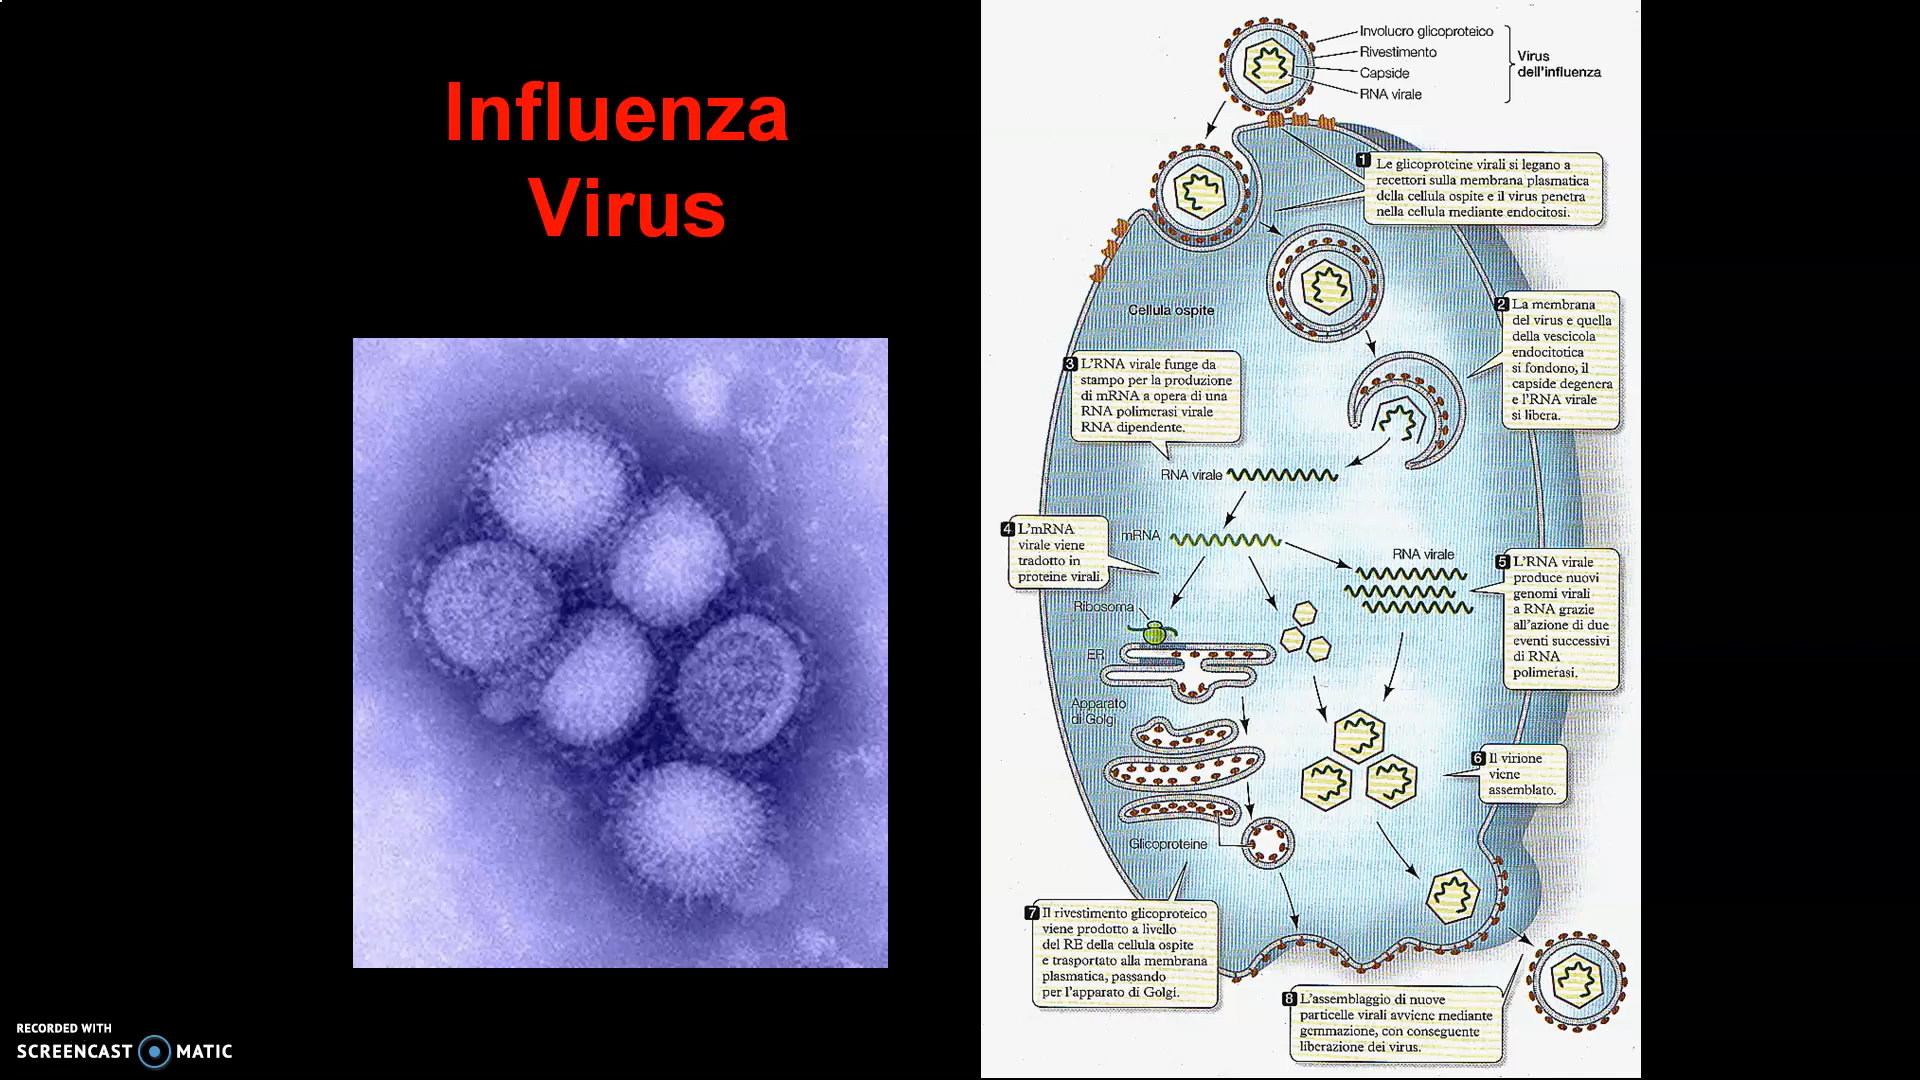 Influenza
Virus
Involucro glicoproteico
Rivestimento
Capside
RNA virale
Virus
dell'influenza
1 Le glicoproteine virali si legano a
recettori sulla membrana plasmatica
della cellula ospite e il virus penetra
nella cellula mediante endocitosi.
Cellula ospite
2 La membrana
del virus e quella
della vescicola
endocitotica
si fondono, il
capside degenera
e l'RNA virale
si libera.
3 L'RNA virale funge da
stampo per la produzione
di mRNA a opera di una
RNA polimerasi virale
RNA dipendente.
RNA virale
4 L'mRNA
virale viene
tradotto in
proteine virali.
mRNA
RNA virale
5 L'RNA virale
produce nuovi
genomi virali
a RNA grazie
all'azione di due
eventi successivi
di RNA
polimerasi.
Ribosoma
ER
Apparato
di Golgi
6 Il virione
viene
assemblato.
Glicoproteine
7 Il rivestimento glicoproteico
viene prodotto a livello
del RE della cellula ospite
e trasportato alla membrana
plasmatica, passando
per l'apparato di Golgi.
8 L'assemblaggio di nuove
particelle virali avviene mediante
gemmazione, con conseguente
liberazione dei virus.
RECORDED WITH
SCREENCAST MATIC